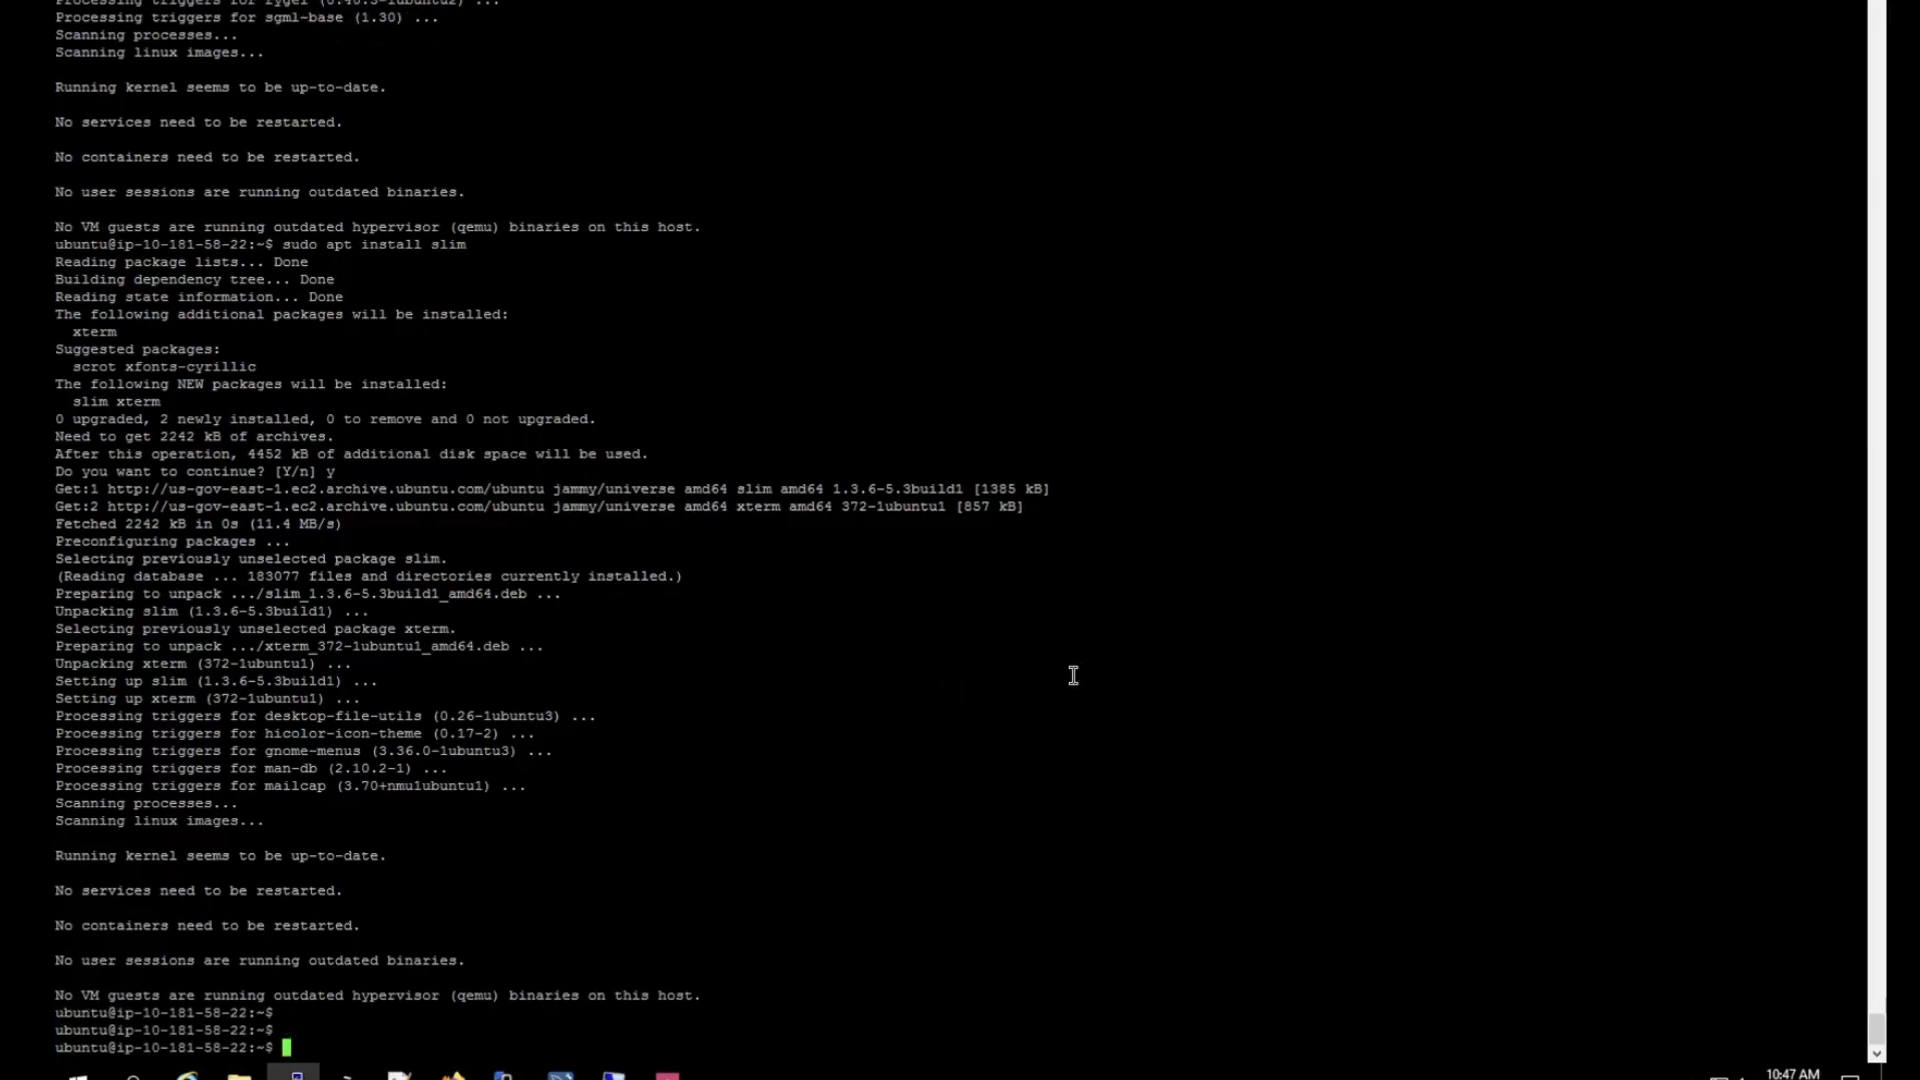 Processing triggers for rygel (0.40.3-1ubuntu2) ...
Processing triggers for sgml-base (1.30) ...
Scanning processes...
Scanning linux images...
Running kernel seems to be up-to-date.
No services need to be restarted.
No containers need to be restarted.
No user sessions are running outdated binaries.
No VM guests are running outdated hypervisor (qemu) binaries on this host.
ubuntu@ip-10-181-58-22:~$ sudo apt install slim
Reading package lists... Done
Building dependency tree... Done
Reading state information... Done
The following additional packages will be installed:
xterm
Suggested packages:
scrot xfonts-cyrillic
The following NEW packages will be installed:
slim xterm
0 upgraded, 2 newly installed, 0 to remove and 0 not upgraded.
Need to get 2242 kB of archives.
After this operation, 4452 kB of additional disk space will be used.
Do you want to continue? [Y/n] y
Get:1 http://us-gov-east-1.ec2.archive.ubuntu.com/ubuntu jammy/universe amd64 slim amd64 1.3.6-5.3build1 [1385 kB]
Get:2 http://us-gov-east-1.ec2.archive.ubuntu.com/ubuntu jammy/universe amd64 xterm amd64 372-1ubuntu1 [857 kB]
Fetched 2242 kB in 0s (11.4 MB/s)
Preconfiguring packages ...
Selecting previously unselected package slim.
(Reading database ... 183077 files and directories currently installed.)
Preparing to unpack .../slim_1.3.6-5.3build1_amd64.deb ...
Unpacking slim (1.3.6-5.3build1) ...
Selecting previously unselected package xterm.
Preparing to unpack .../xterm_372-1ubuntu1_amd64.deb ...
Unpacking xterm (372-1ubuntu1) ...
Setting up slim (1.3.6-5.3build1) ...
Setting up xterm (372-1ubuntu1) ...
Processing triggers for desktop-file-utils (0.26-1ubuntu3) ...
Processing triggers for hicolor-icon-theme (0.17-2) ...
Processing triggers for gnome-menus (3.36.0-1ubuntu3) ...
Processing triggers for man-db (2.10.2-1) ...
Processing triggers for mailcap (3.70+nmu1ubuntu1) ...
Scanning processes...
Scanning linux images...
Running kernel seems to be up-to-date.
No services need to be restarted.
No containers need to be restarted.
No user sessions are running outdated binaries.
No VM guests are running outdated hypervisor (qemu) binaries on this host.
ubuntu@ip-10-181-58-22:~$
ubuntu@ip-10-181-58-22:~$
ubuntu@ip-10-181-58-22:~$
10:47 AM